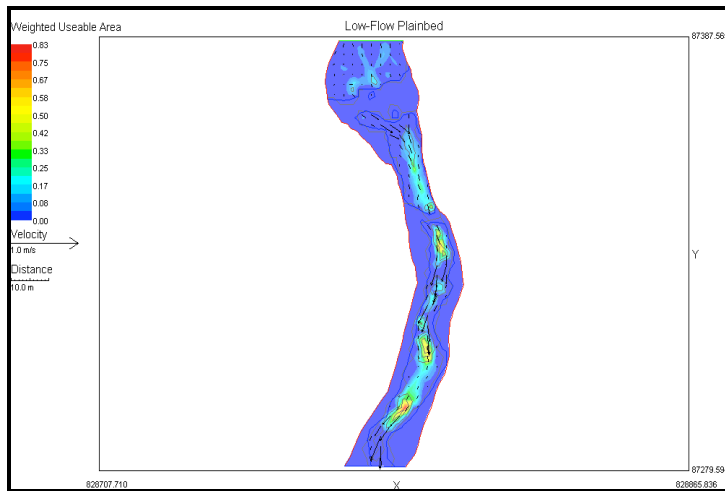 Low-Flow Plainbed
Weighted Useable Area
0.83
0.75
0.67
0.58
0.50
0.42
0.33
0.25
0.17
0.08
0.00
Velocity
1.0 m/s
Distance
10.0 m
87387.569
Y
87279.594
828707.710
X
828865.836